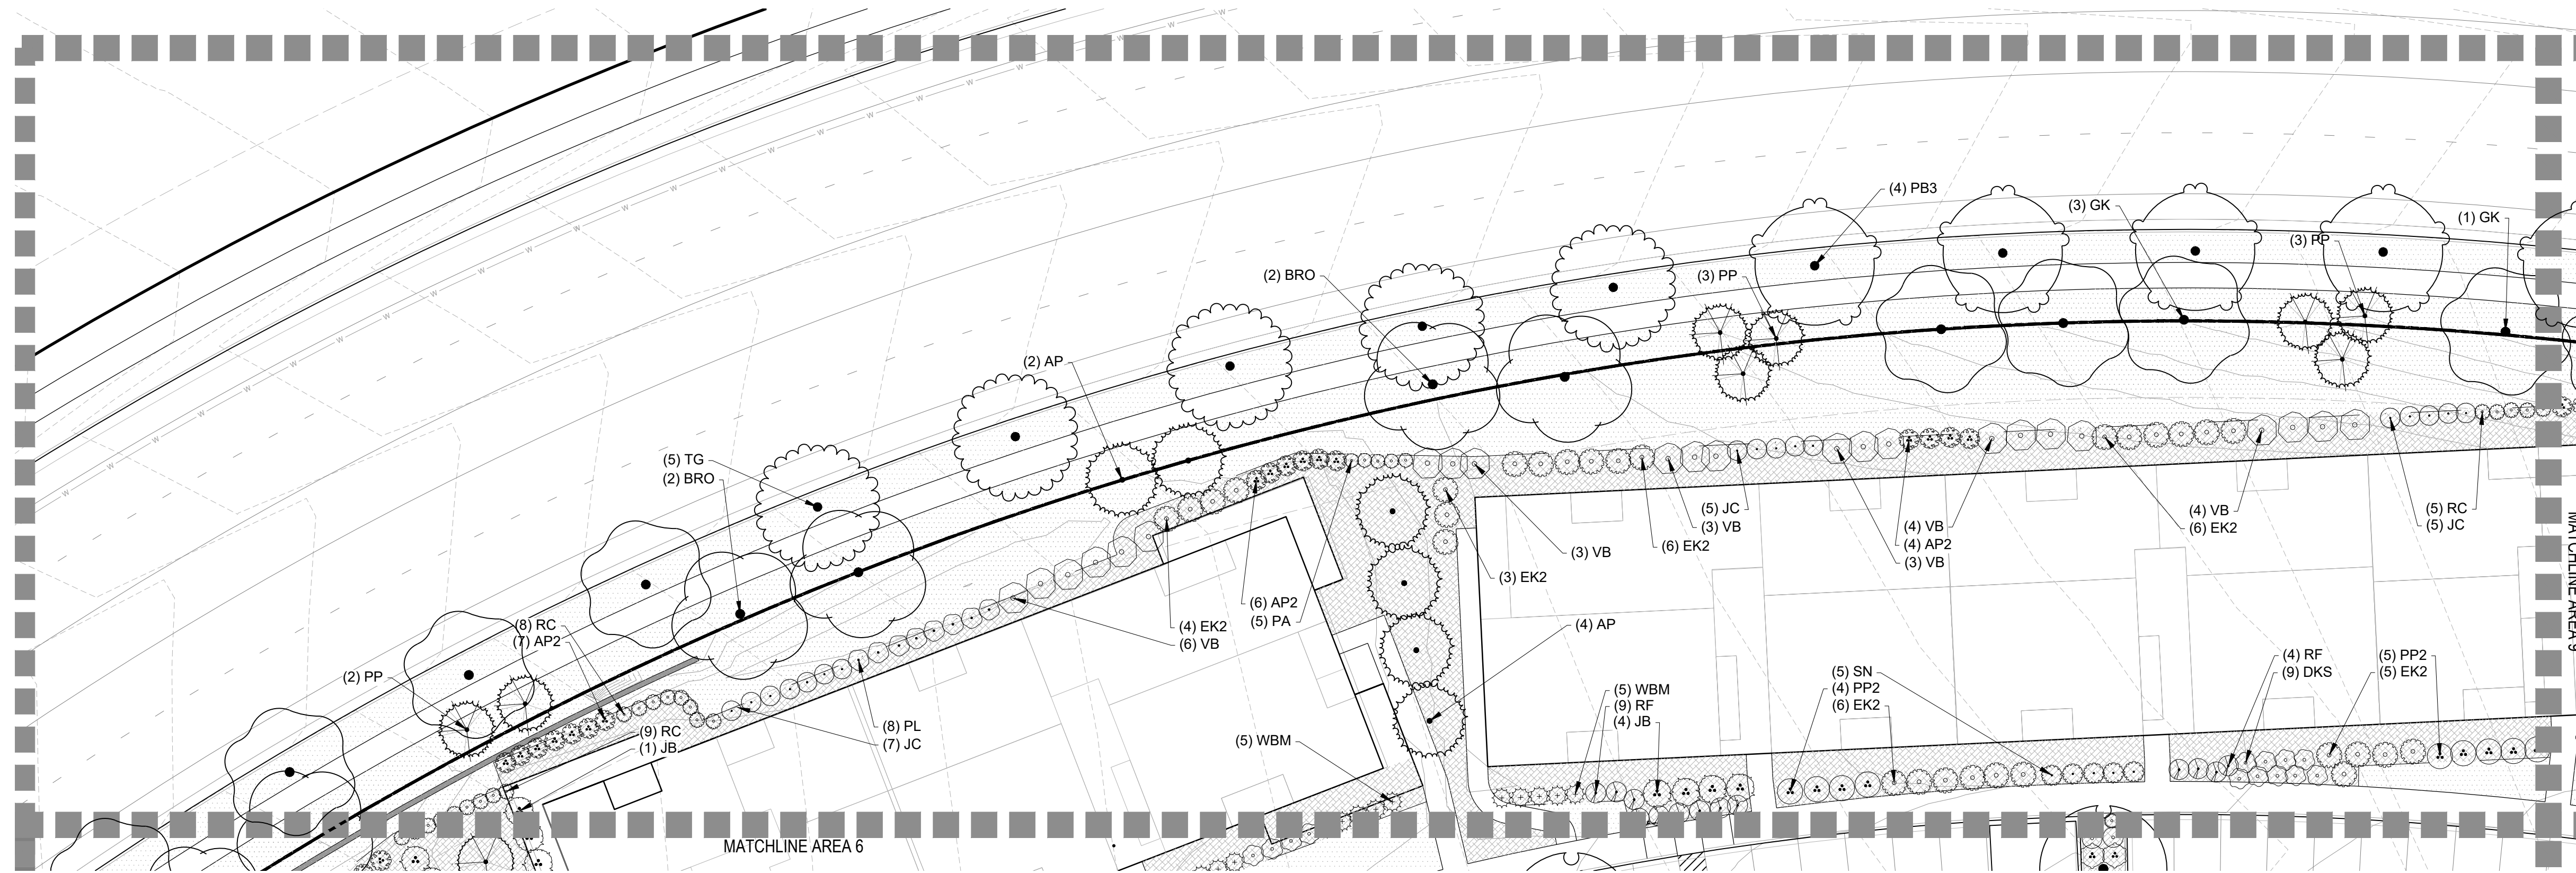 (4) PB3
(3) GK
(1) GK
(3) PP
(2) BRO
(3) PP
(2) AP
(5) TG
(2) BRO
(5) JC
(3) VB
(6) EK2
(3) VB
(3) EK2
(4) VB
(4) AP2
(3) VB
(4) VB
(6) EK2
(5) RC
(5) JC
MATCHLINE AREA 9
(6) AP2
(5) PA
(4) EK2
(6) VB
(8) RC
(7) AP2
(2) PP
(4) AP
(8) PL
(7) JC
(9) RC
(1) JB
(5) WBM
(5) WBM
(9) RF
(4) JB
(5) SN
(4) PP2
(6) EK2
(4) RF
(9) DKS
(5) PP2
(5) EK2
MATCHLINE AREA 6